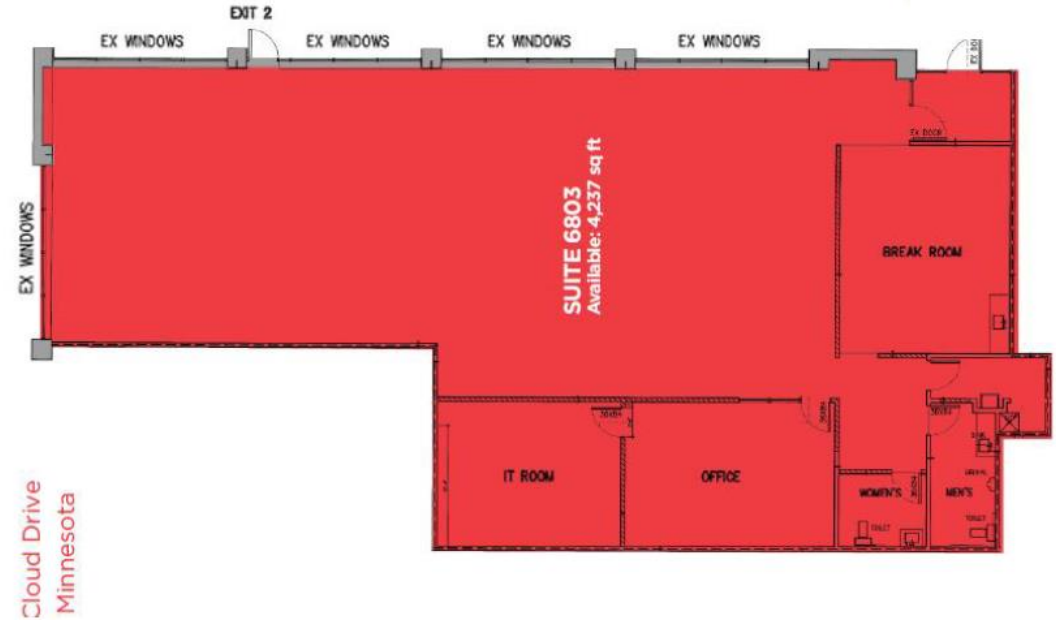 EXIT 2
EX WINDOWS
EX WINDOWS
EX WINDOWS
EX WINDOWS
EX WINDOWS
EX DOOR
SUITE 6803
Available: 4,237 sq ft
BREAK ROOM
IT ROOM
OFFICE
WOMEN'S
MEN'S
TOILET
TOILET
Cloud Drive
Minnesota